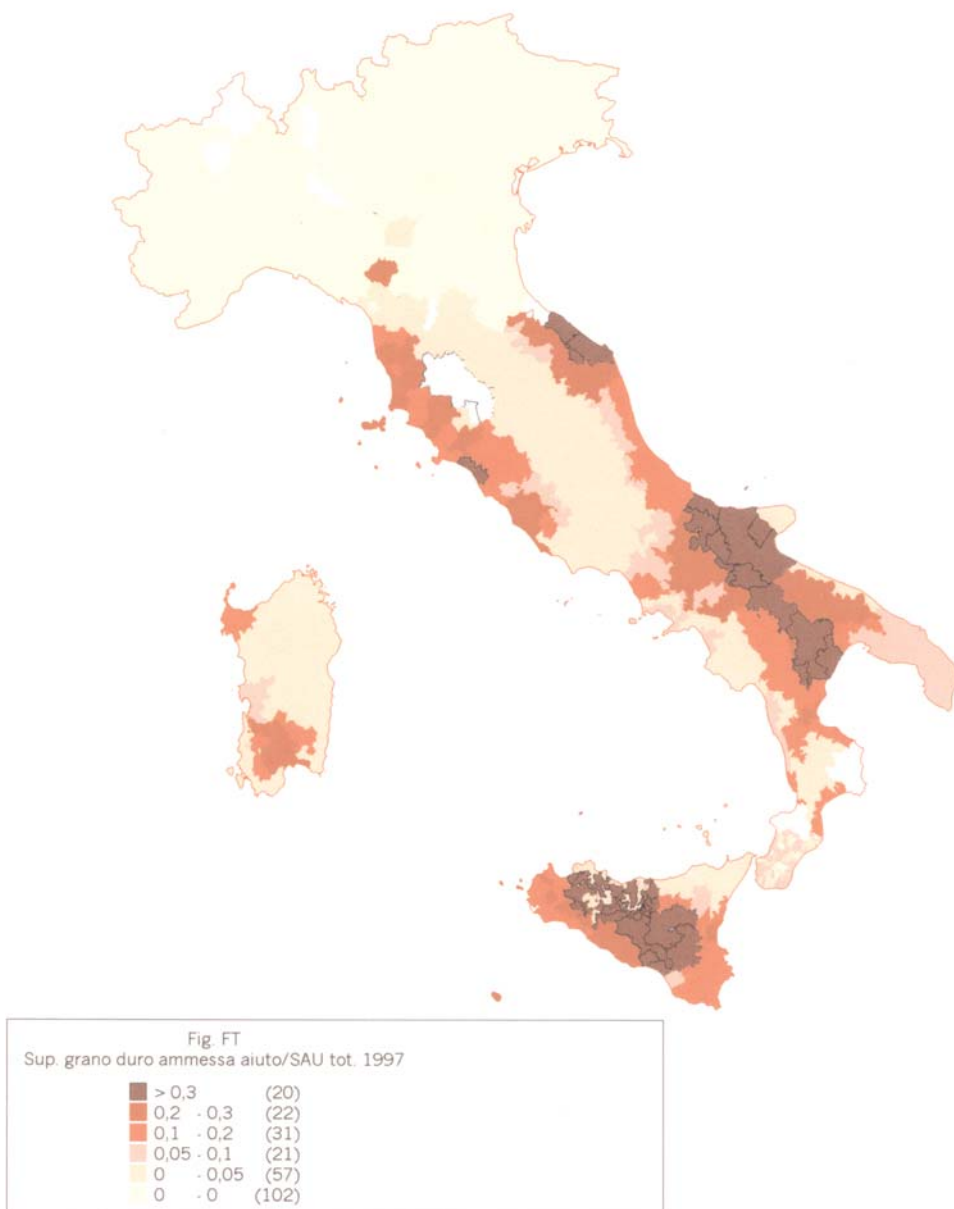 Fig. FT
Sup. grano duro ammessa aiuto/SAU tot. 1997
> 0,3 (20)
0,2 - 0,3 (22)
0,1 - 0,2 (31)
0,05 - 0,1 (21)
0 - 0,05 (57)
0 - 0 (102)